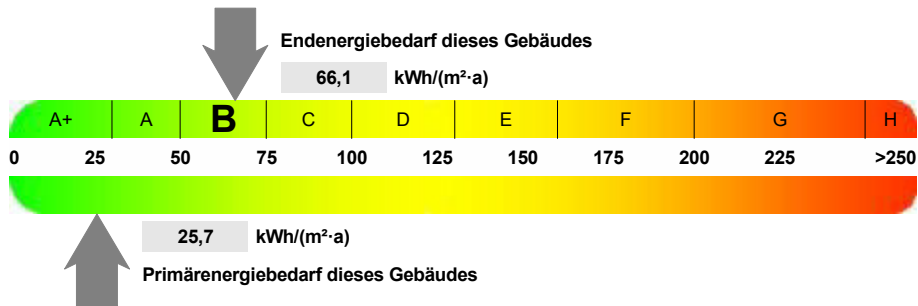 Endenergiebedarf dieses Gebäudes
66,1 kWh/(m²·a)
A+ A B C D E F G H
0 25 50 75 100 125 150 175 200 225 >250
25,7 kWh/(m²·a)
Primärenergiebedarf dieses Gebäudes